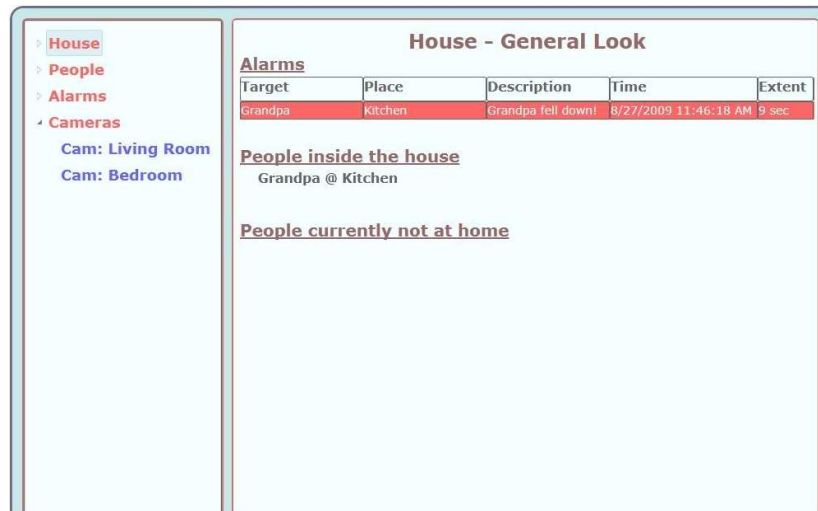 House
People
Alarms
Cameras
Cam: Living Room
Cam: Bedroom
House - General Look
Alarms
Target Place Description Time Extent
Grandpa Kitchen Grandpa fell down! 8/27/2009 11:46:18 AM 9 sec
People inside the house
Grandpa @ Kitchen
People currently not at home